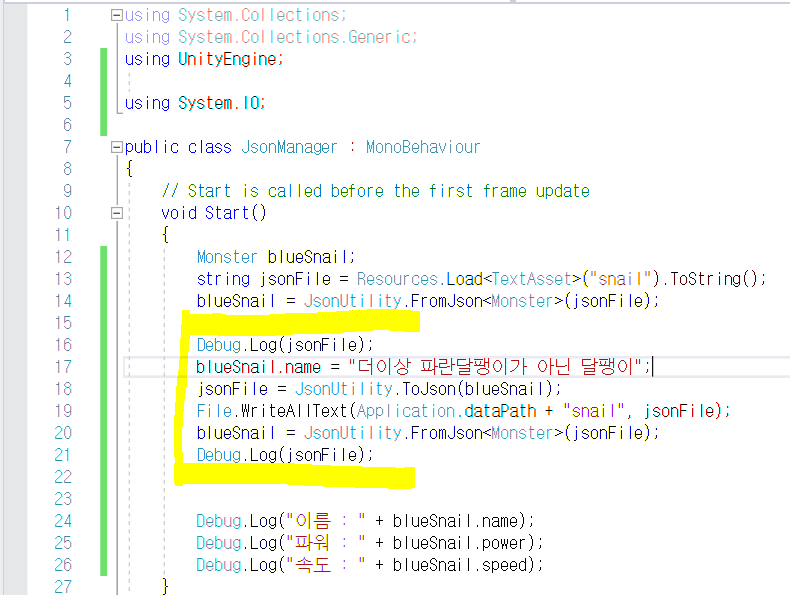 1 using System.Collections;
2 using System.Collections.Generic;
3 using UnityEngine;
4
5 using System.IO;
6
7 public class JsonManager : MonoBehaviour
8 {
9 // Start is called before the first frame update
10 void Start()
11 {
12 Monster blueSnail;
13 string jsonFile = Resources.Load<TextAsset>("snail").ToString();
14 blueSnail = JsonUtility.FromJson<Monster>(jsonFile);
15
16 Debug.Log(jsonFile);
17 blueSnail.name = "더이상 파란달팽이가 아닌 달팽이";
18 jsonFile = JsonUtility.ToJson(blueSnail);
19 File.WriteAllText(Application.dataPath + "snail", jsonFile);
20 blueSnail = JsonUtility.FromJson<Monster>(jsonFile);
21 Debug.Log(jsonFile);
22
23
24 Debug.Log("이름 : " + blueSnail.name);
25 Debug.Log("파워 : " + blueSnail.power);
26 Debug.Log("속도 : " + blueSnail.speed);
27 }